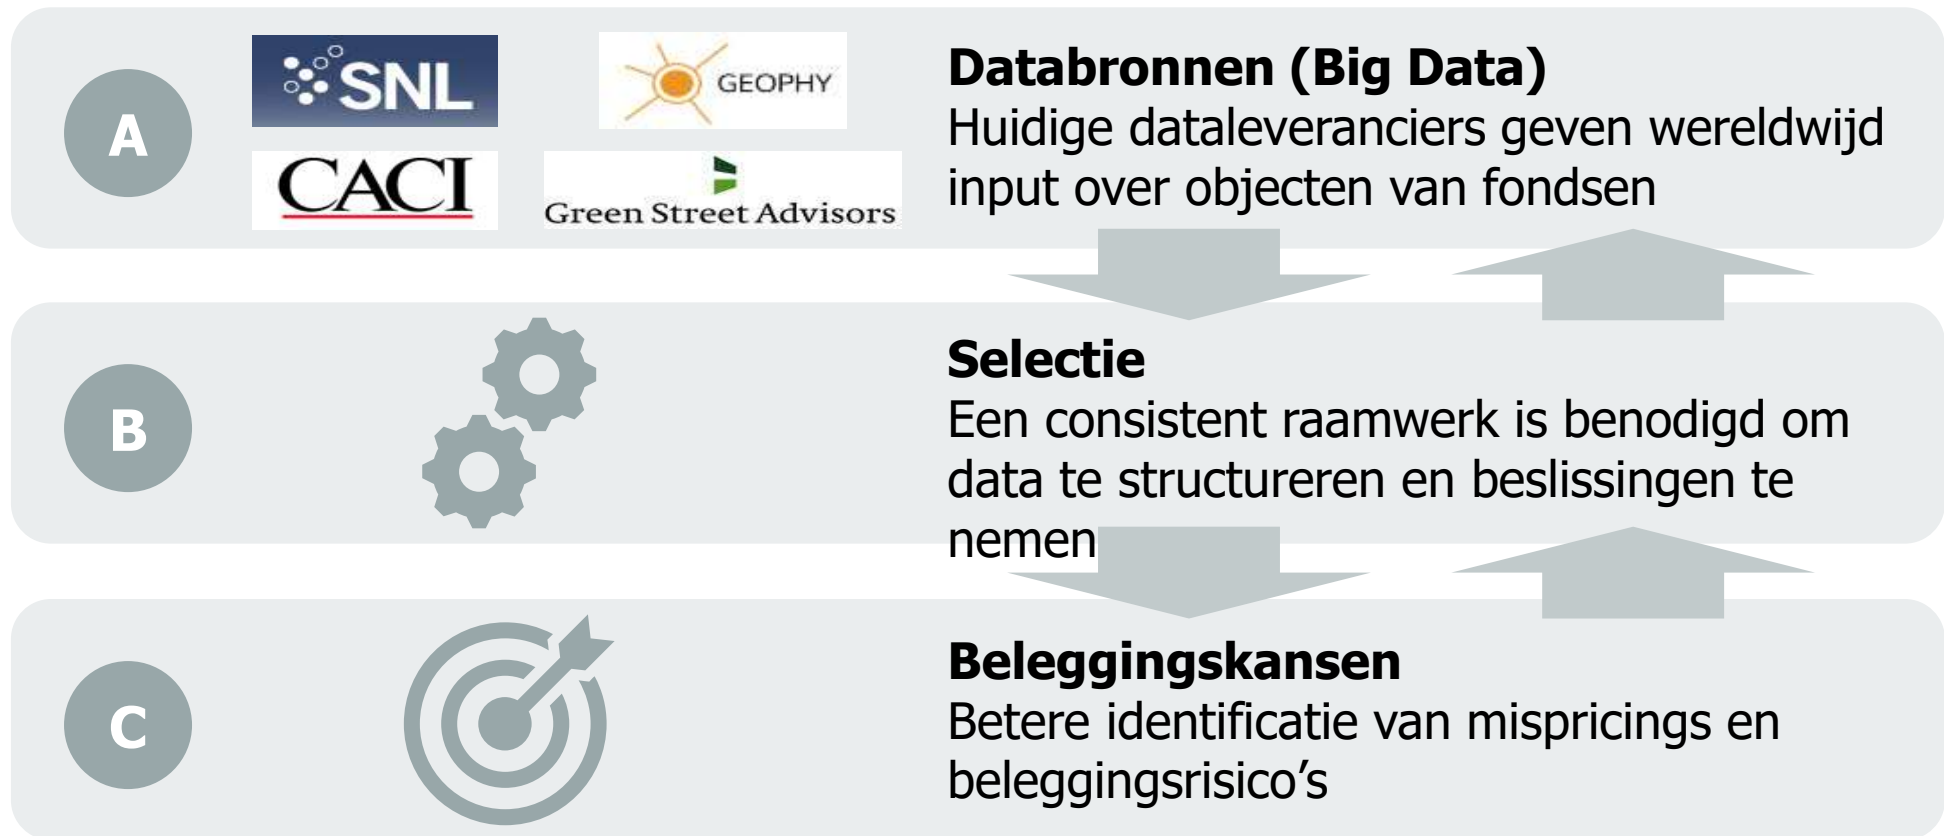 A
SNL
GEOPHY
CACI
Green Street Advisors
Databronnen (Big Data)
Huidige dataleveranciers geven wereldwijd
input over objecten van fondsen
B
Selectie
Een consistent raamwerk is benodigd om
data te structureren en beslissingen te
nemen
C
Beleggingskansen
Betere identificatie van mispricings en
beleggingsrisico’s